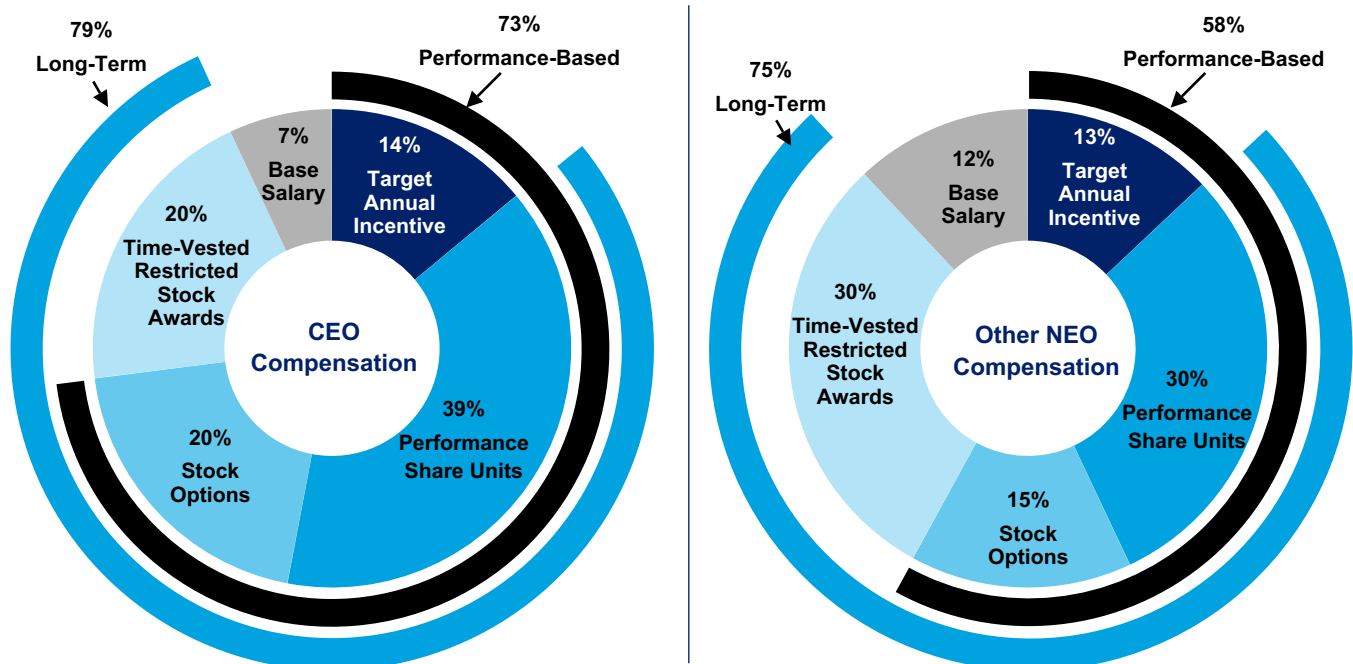 79%
Long-Term
73%
Performance-Based
7%
Base
Salary
14%
Target
Annual
Incentive
20%
Time-Vested
Restricted
Stock
Awards
CEO
Compensation
39%
Performance
Share Units
20%
Stock
Options
58%
Performance-Based
75%
Long-Term
12%
Base
Salary
13%
Target
Annual
Incentive
30%
Time-Vested
Restricted
Stock
Awards
Other NEO
Compensation
30%
Performance
Share Units
15%
Stock
Options